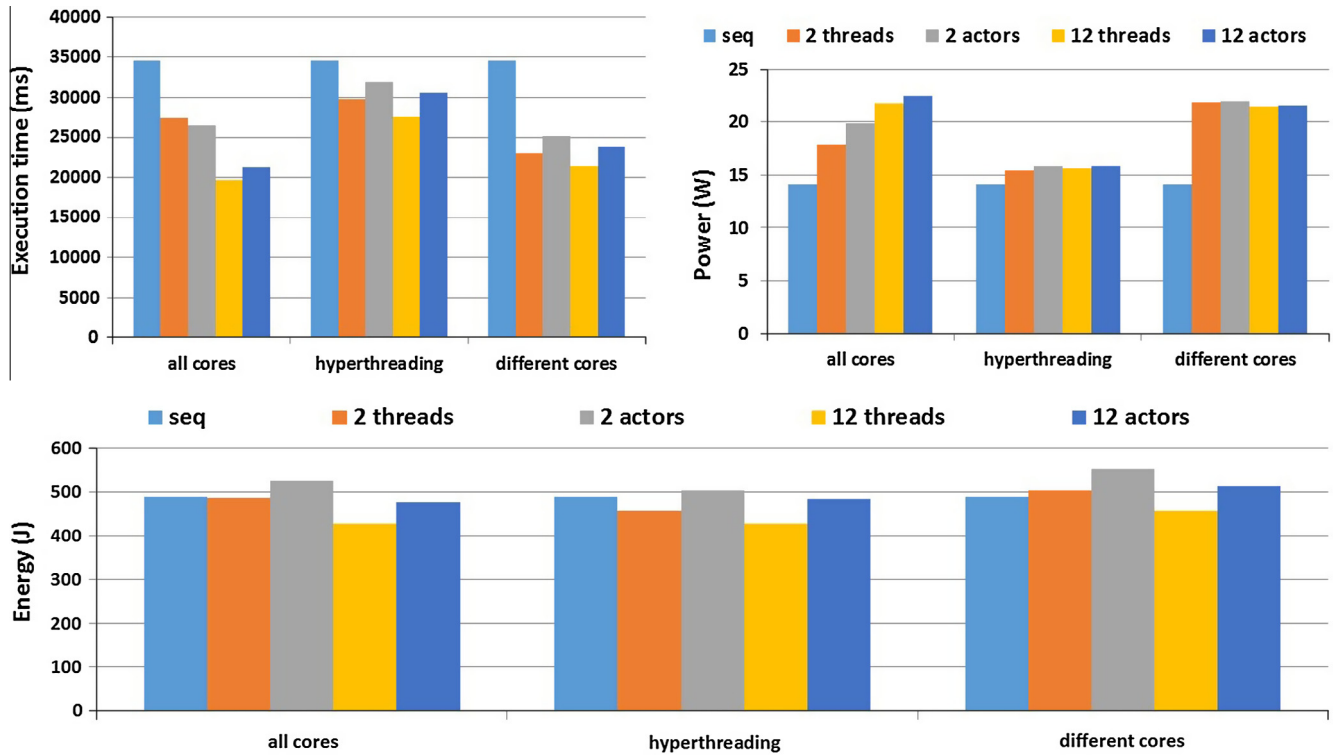 Execution time (ms)
40000
35000
30000
25000
20000
15000
10000
5000
0
all cores hyperthreading different cores
seq 2 threads 2 actors 12 threads 12 actors
Power (W)
25
20
15
10
5
0
all cores hyperthreading different cores
seq 2 threads 2 actors 12 threads 12 actors
Energy (J)
600
500
400
300
200
100
0
all cores hyperthreading different cores